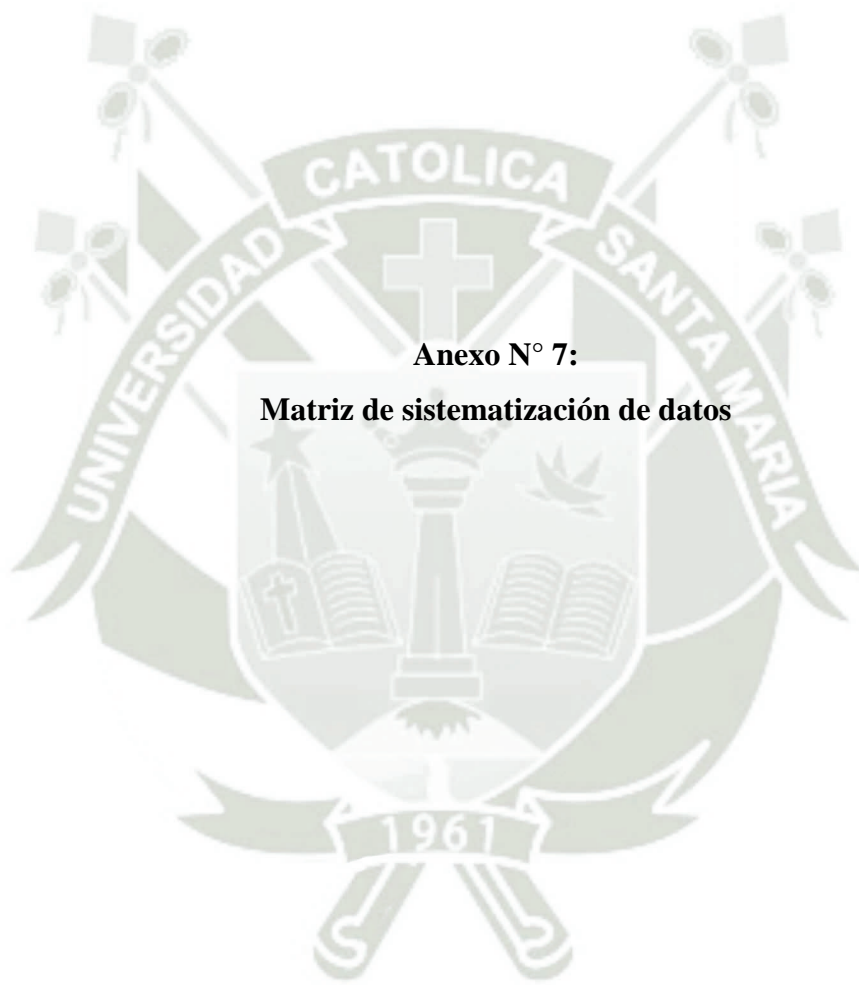 CATOLICA
UNIVERSIDAD
SANTA MARIA
Anexo N° 7:
Matriz de sistematización de datos
1961